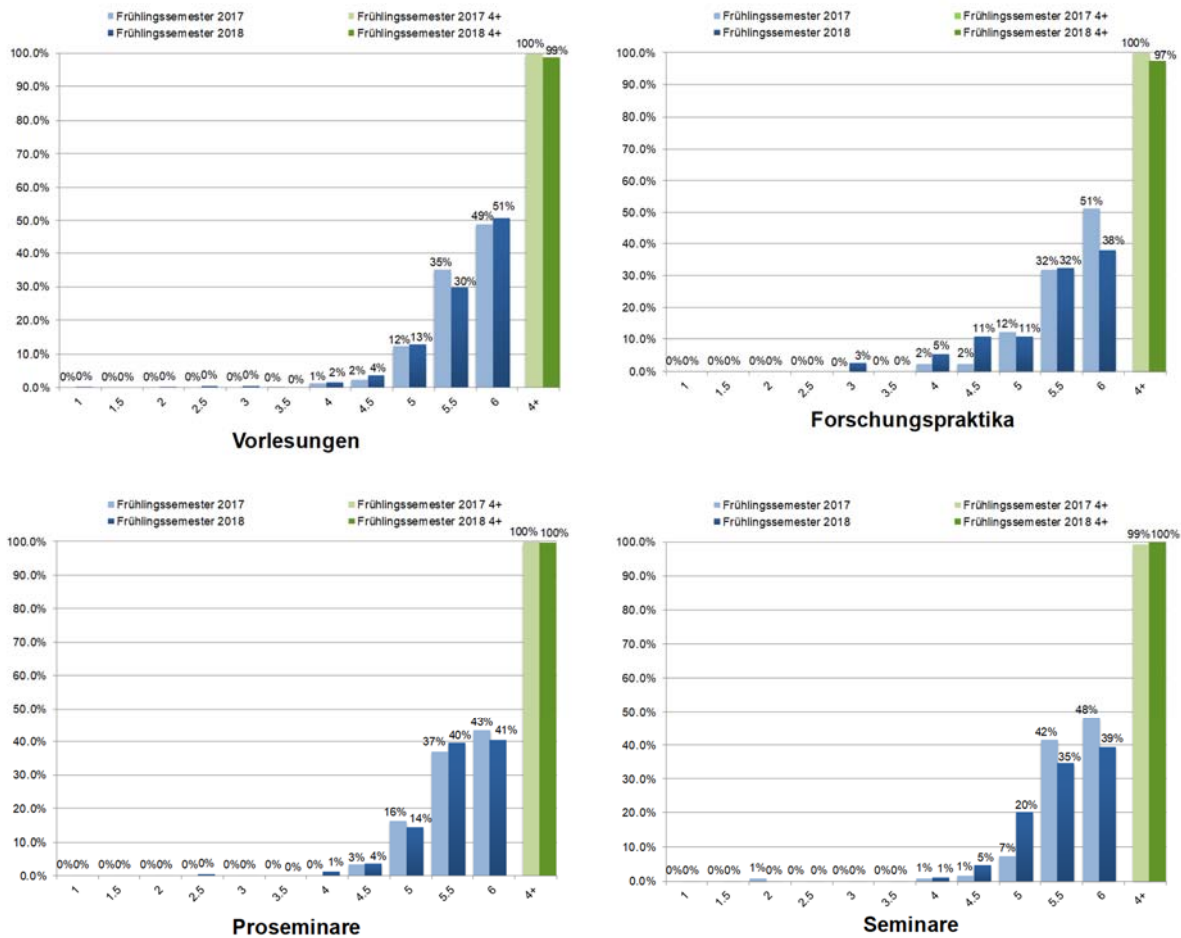 Frühlingssemester 2017 Frühlingssemester 2017 4+
Frühlingssemester 2018 Frühlingssemester 2018 4+
100.0%
90.0%
80.0%
70.0%
60.0%
50.0%
40.0%
30.0%
20.0%
10.0%
0.0%
0%0% 0%0% 0%0% 0% 0% 0%0% 0% 0% 1% 2% 2% 4% 12% 13% 35% 30% 49% 51% 100% 99%
1 1.5 2 2.5 3 3.5 4 4.5 5 5.5 6 4+
Vorlesungen
Frühlingssemester 2017 Frühlingssemester 2017 4+
Frühlingssemester 2018 Frühlingssemester 2018 4+
100.0%
90.0%
80.0%
70.0%
60.0%
50.0%
40.0%
30.0%
20.0%
10.0%
0.0%
0%0% 0%0% 0%0% 0%0% 0% 3% 0% 0% 2% 5% 2% 11% 12% 11% 32% 32% 51% 38% 100% 97%
1 1.5 2 2.5 3 3.5 4 4.5 5 5.5 6 4+
Forschungspraktika
Frühlingssemester 2017 Frühlingssemester 2017 4+
Frühlingssemester 2018 Frühlingssemester 2018 4+
100.0%
90.0%
80.0%
70.0%
60.0%
50.0%
40.0%
30.0%
20.0%
10.0%
0.0%
0%0% 0%0% 0%0% 0% 0% 0%0% 0% 0% 0% 1% 3% 4% 16% 14% 37% 40% 43% 41% 100% 100%
1 1.5 2 2.5 3 3.5 4 4.5 5 5.5 6 4+
Proseminare
Frühlingssemester 2017 Frühlingssemester 2017 4+
Frühlingssemester 2018 Frühlingssemester 2018 4+
100.0%
90.0%
80.0%
70.0%
60.0%
50.0%
40.0%
30.0%
20.0%
10.0%
0.0%
0%0% 0%0% 1%0% 0% 0% 0%0% 0%0% 1% 1% 1% 5% 7% 20% 42% 35% 48% 39% 99% 100%
1 1.5 2 2.5 3 3.5 4 4.5 5 5.5 6 4+
Seminare